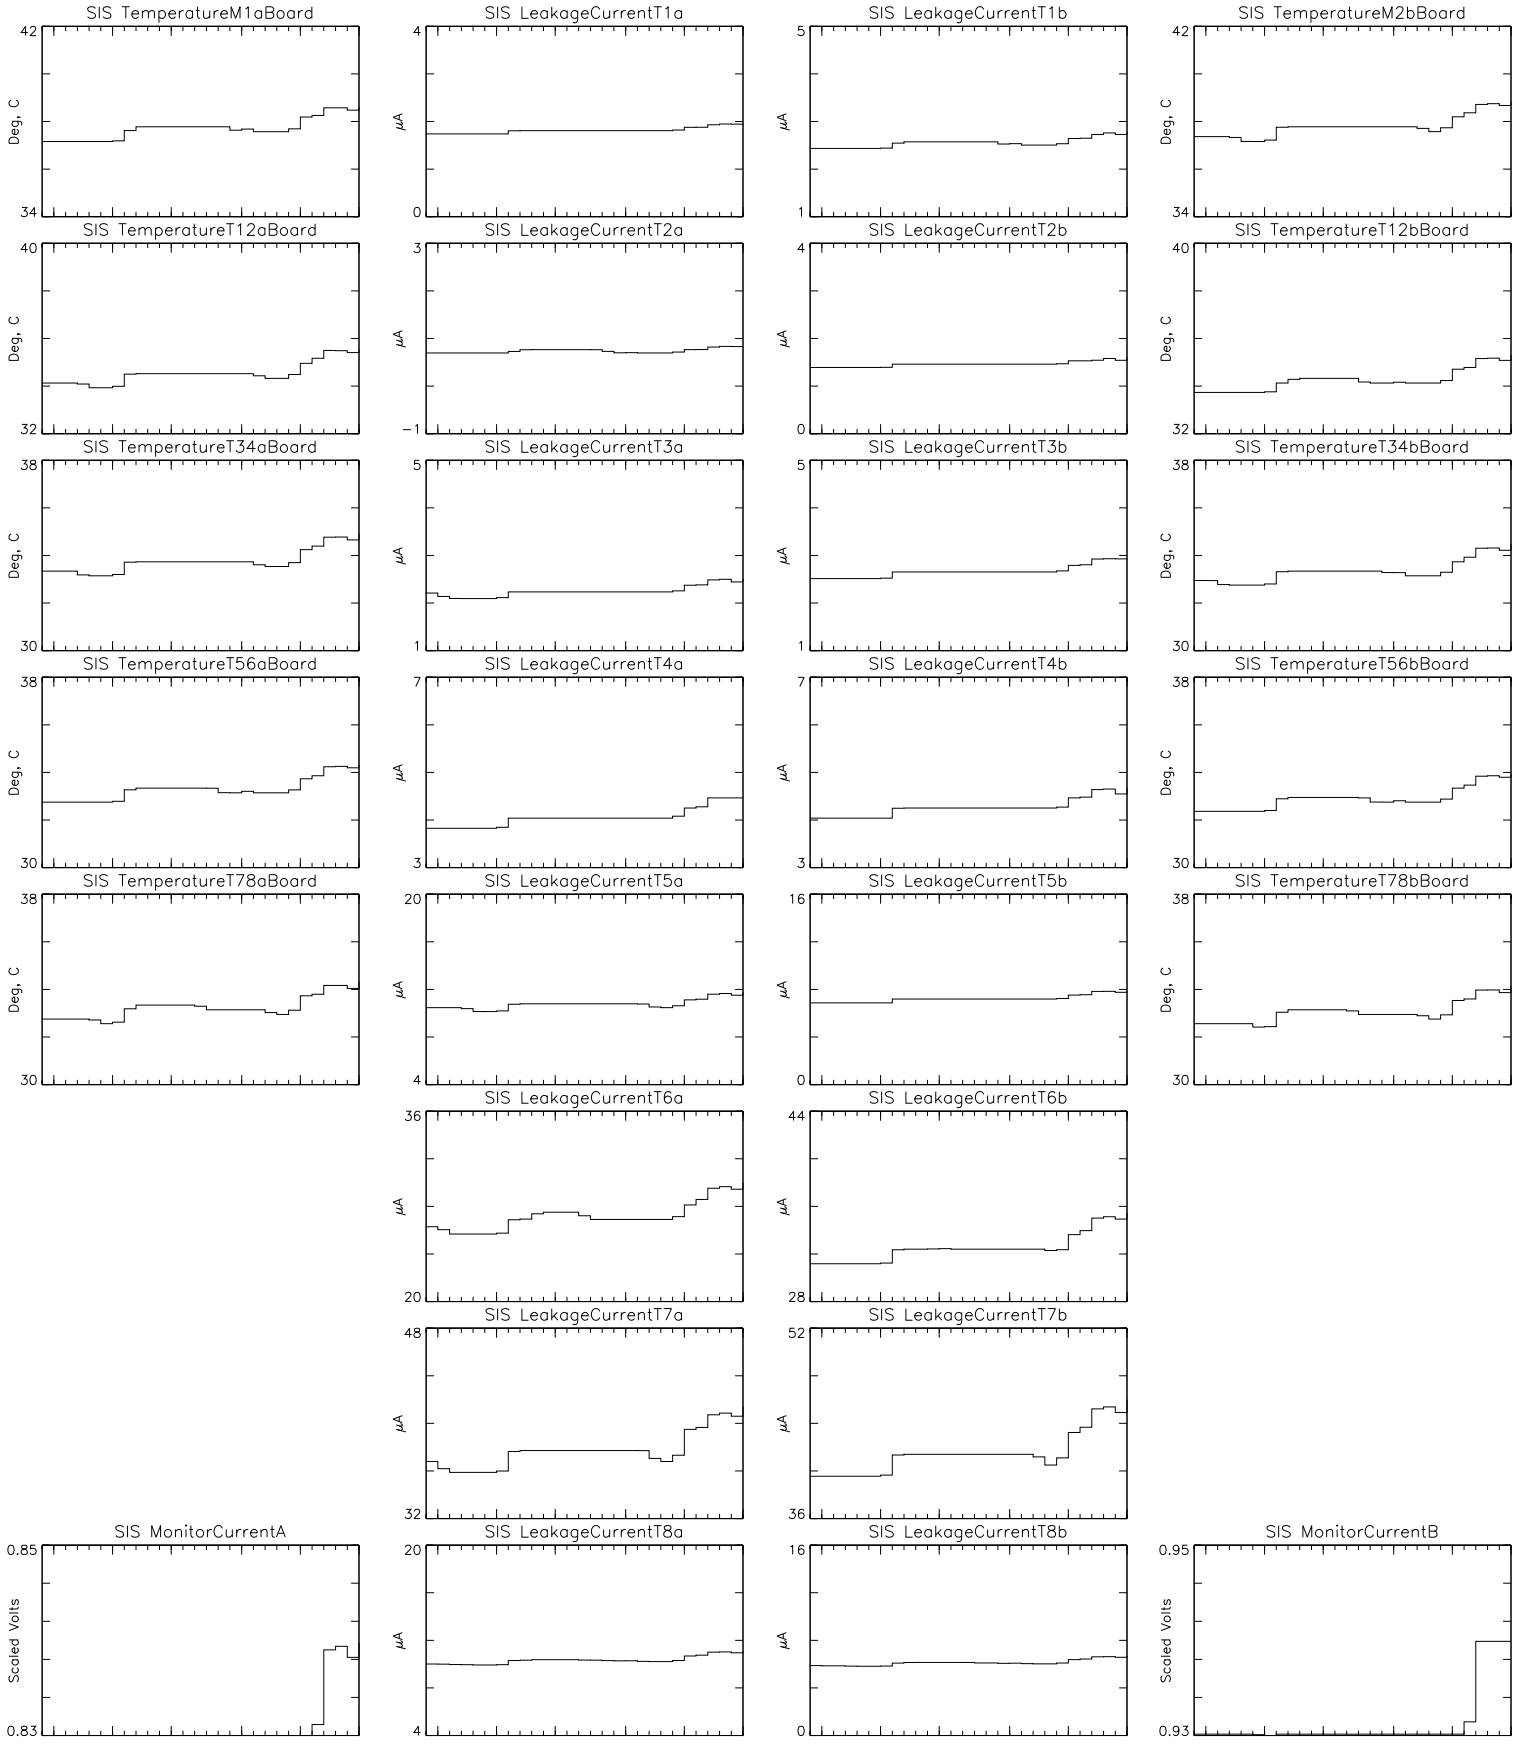 SIS TemperatureM1aBoard
42
Deg, C
34
SIS LeakageCurrentT1a
4
μA
0
SIS LeakageCurrentT1b
5
μA
1
SIS TemperatureM2bBoard
42
Deg, C
34
SIS TemperatureT12aBoard
40
Deg, C
32
SIS LeakageCurrentT2a
3
μA
-1
SIS LeakageCurrentT2b
4
μA
0
SIS TemperatureT12bBoard
40
Deg, C
32
SIS TemperatureT34aBoard
38
Deg, C
30
SIS LeakageCurrentT3a
5
μA
1
SIS LeakageCurrentT3b
5
μA
1
SIS TemperatureT34bBoard
38
Deg, C
30
SIS TemperatureT56aBoard
38
Deg, C
30
SIS LeakageCurrentT4a
7
μA
3
SIS LeakageCurrentT4b
7
μA
3
SIS TemperatureT56bBoard
38
Deg, C
30
SIS TemperatureT78aBoard
38
Deg, C
30
SIS LeakageCurrentT5a
20
μA
4
SIS LeakageCurrentT5b
16
μA
0
SIS TemperatureT78bBoard
38
Deg, C
30
SIS LeakageCurrentT6a
36
μA
20
SIS LeakageCurrentT6b
44
μA
28
SIS LeakageCurrentT7a
48
μA
32
SIS LeakageCurrentT7b
52
μA
36
SIS MonitorCurrentA
0.85
Scaled Volts
0.83
SIS LeakageCurrentT8a
20
μA
4
SIS LeakageCurrentT8b
16
μA
0
SIS MonitorCurrentB
0.95
Scaled Volts
0.93